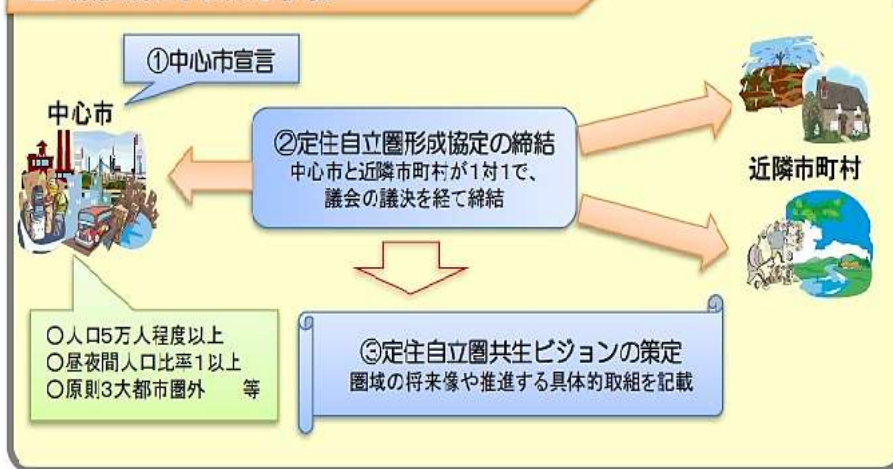 ①中心市宣言
中心市
②定住自立圏形成協定の締結
中心市と近隣市町村が1対1で、
議会の議決を経て締結
近隣市町村
○人口5万人程度以上
○昼夜間人口比率1以上
○原則3大都市圏外　等
③定住自立圏共生ビジョンの策定
圏域の将来像や推進する具体的取組を記載